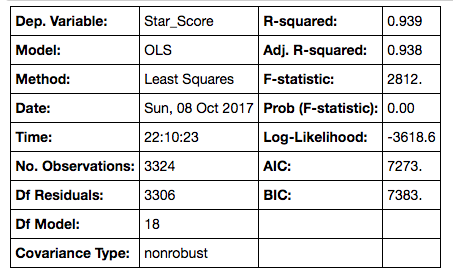 Dep. Variable: Star_Score R-squared: 0.939
Model: OLS Adj. R-squared: 0.938
Method: Least Squares F-statistic: 2812.
Date: Sun, 08 Oct 2017 Prob (F-statistic): 0.00
Time: 22:10:23 Log-Likelihood: -3618.6
No. Observations: 3324 AIC: 7273.
Df Residuals: 3306 BIC: 7383.
Df Model: 18
Covariance Type: nonrobust